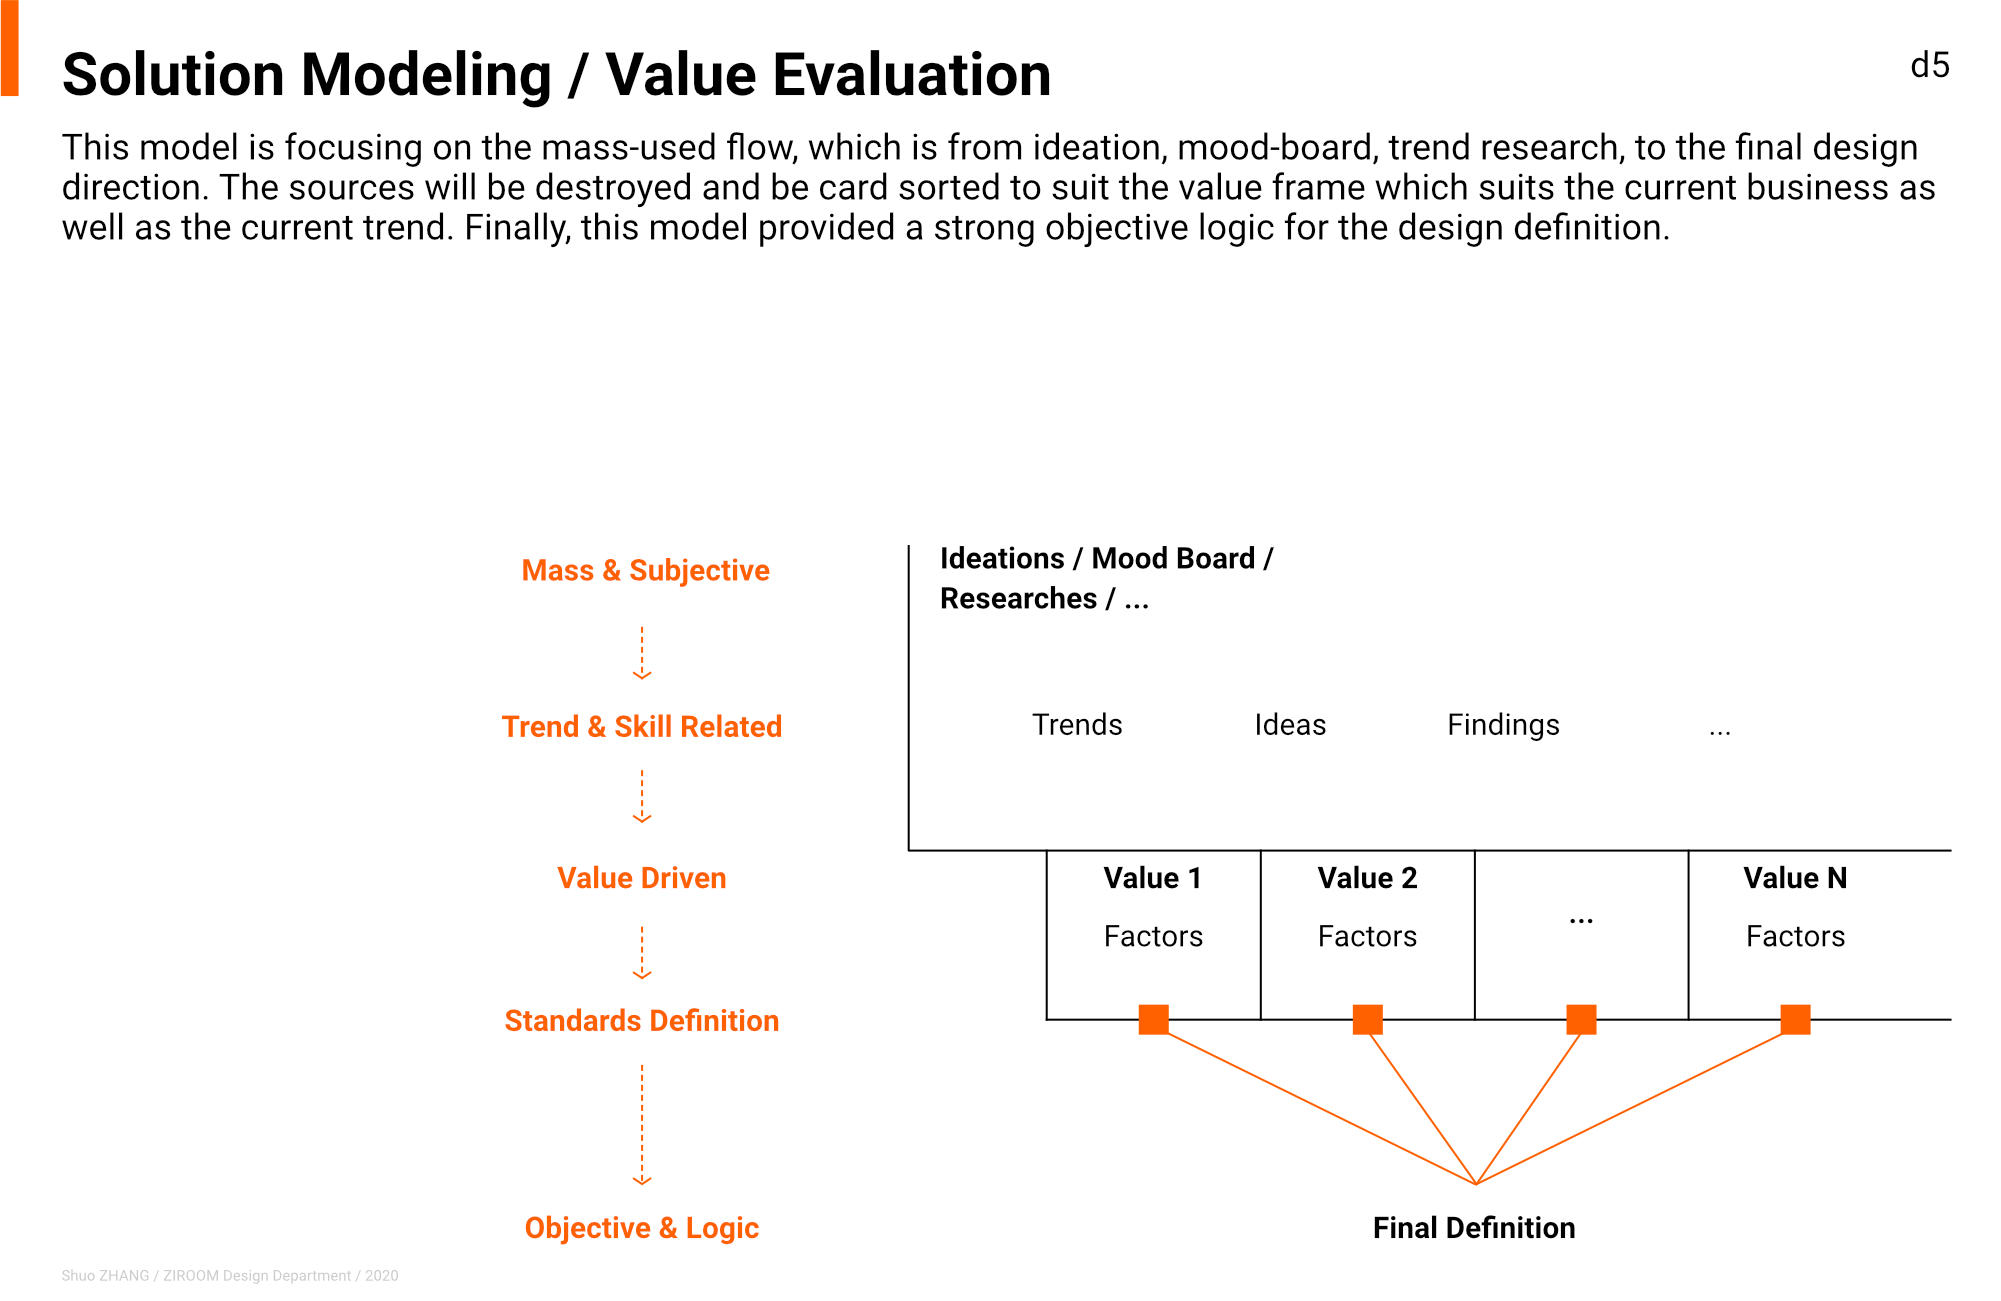 Solution Modeling / Value Evaluation
d5
This model is focusing on the mass-used flow, which is from ideation, mood-board, trend research, to the final design
direction. The sources will be destroyed and be card sorted to suit the value frame which suits the current business as
well as the current trend. Finally, this model provided a strong objective logic for the design definition.
Mass & Subjective
Trend & Skill Related
Value Driven
Standards Definition
Objective & Logic
Ideations / Mood Board /
Researches / ...
Trends Ideas Findings ...
Value 1 Value 2 ... Value N
Factors Factors Factors
Final Definition
Shuo ZHANG / ZIROOM Design Department / 2020